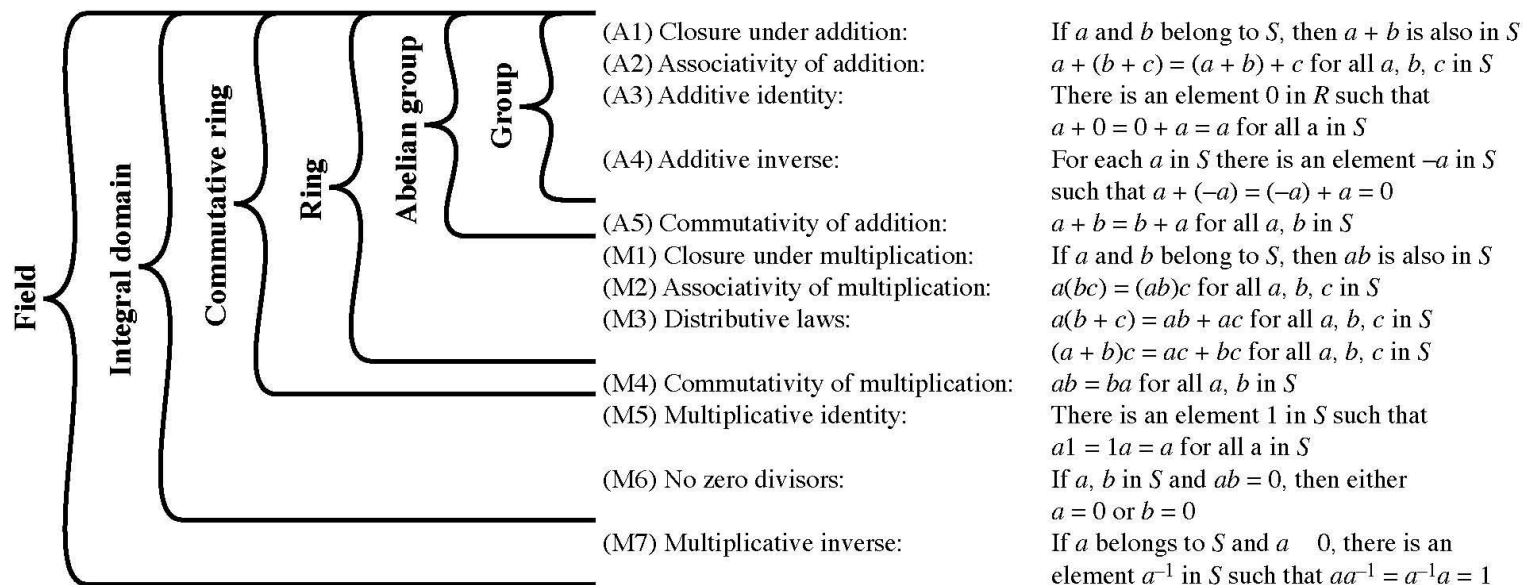 Field
Integral domain
Commutative ring
Ring
Abelian group
Group
(A1) Closure under addition: If a and b belong to S, then a + b is also in S
(A2) Associativity of addition: a + (b + c) = (a + b) + c for all a, b, c in S
(A3) Additive identity: There is an element 0 in R such that
a + 0 = 0 + a = a for all a in S
(A4) Additive inverse: For each a in S there is an element –a in S
such that a + (–a) = (–a) + a = 0
(A5) Commutativity of addition: a + b = b + a for all a, b in S
(M1) Closure under multiplication: If a and b belong to S, then ab is also in S
(M2) Associativity of multiplication: a(bc) = (ab)c for all a, b, c in S
(M3) Distributive laws: a(b + c) = ab + ac for all a, b, c in S
(a + b)c = ac + bc for all a, b, c in S
(M4) Commutativity of multiplication: ab = ba for all a, b in S
(M5) Multiplicative identity: There is an element 1 in S such that
a1 = 1a = a for all a in S
(M6) No zero divisors: If a, b in S and ab = 0, then either
a = 0 or b = 0
(M7) Multiplicative inverse: If a belongs to S and a 0, there is an
element a⁻¹ in S such that aa⁻¹ = a⁻¹a = 1